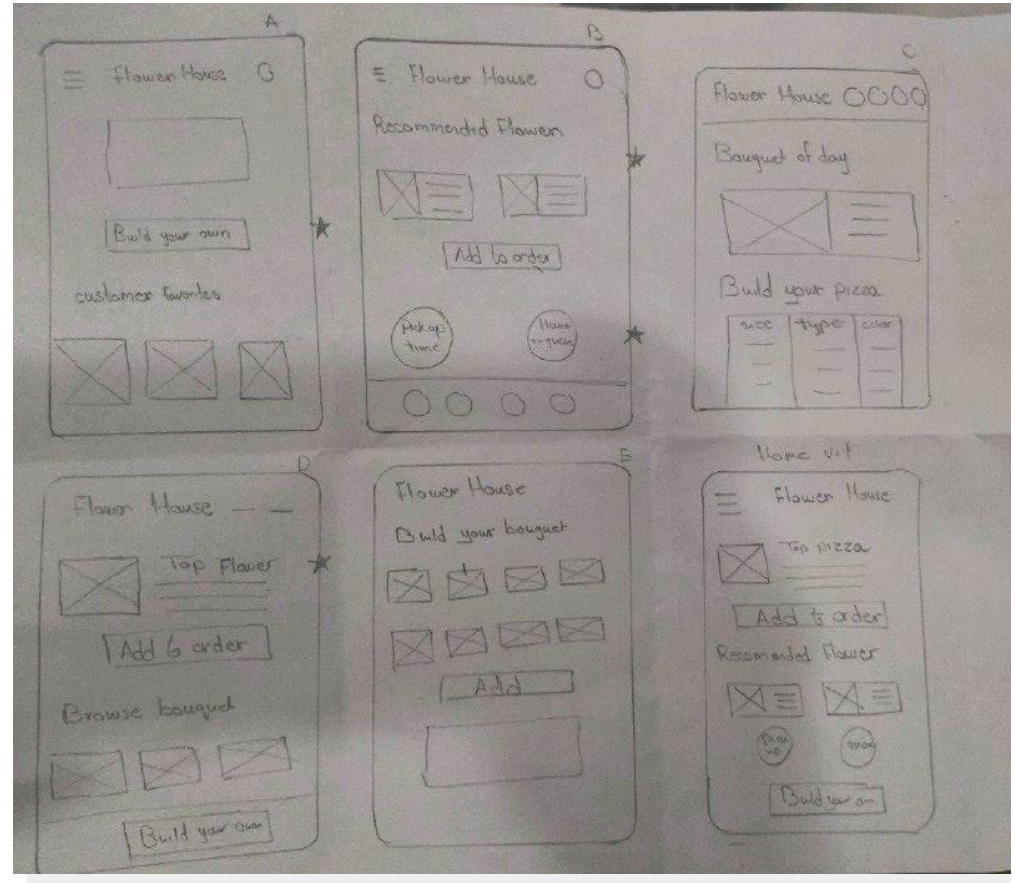 A
Flower House
Build your own
customer favorites
B
Flower House
Recommended Flowers
Add to order
Pick up
time
C
Flower House
Bouquet of day
Build your pizza
size type color
D
Flower House
Top Flower
Add to order
Browse bouquet
Build your own
E
Flower House
Build your bouquet
Add
Home
Flower House
Top pizza
Add to order
Recomended Flower
Build your own